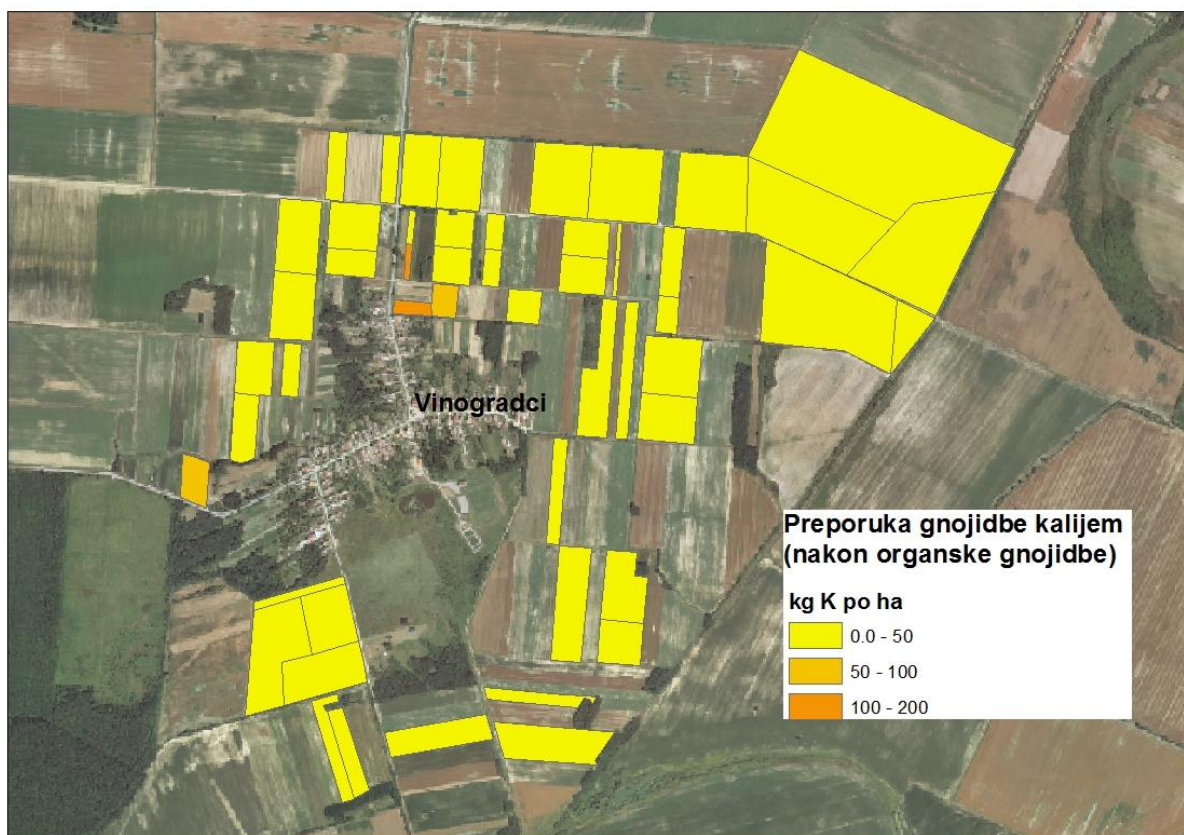 Vinogradci
Preporuka gnojidbe kalijem
(nakon organske gnojidbe)
kg K po ha
0.0 - 50
50 - 100
100 - 200